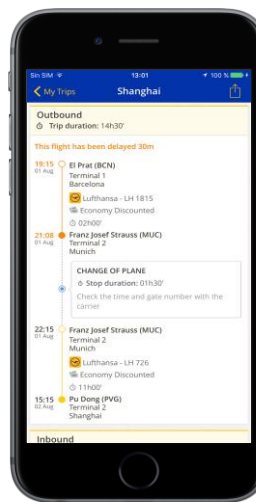 Sin SIM 13:01 100 %
My Trips Shanghai
Outbound
Trip duration: 14h30'
This flight has been delayed 30m
19:15 El Prat (BCN)
01 Aug Terminal 1
Barcelona
Lufthansa - LH 1815
Economy Discounted
02h00'
21:08 Franz Josef Strauss (MUC)
01 Aug Terminal 2
Munich
CHANGE OF PLANE
Stop duration: 01h30'
Check the time and gate number with the
carrier
22:15 Franz Josef Strauss (MUC)
01 Aug Terminal 2
Munich
Lufthansa - LH 726
Economy Discounted
11h00'
15:15 Pu Dong (PVG)
02 Aug Terminal 2
Shanghai
Inbound